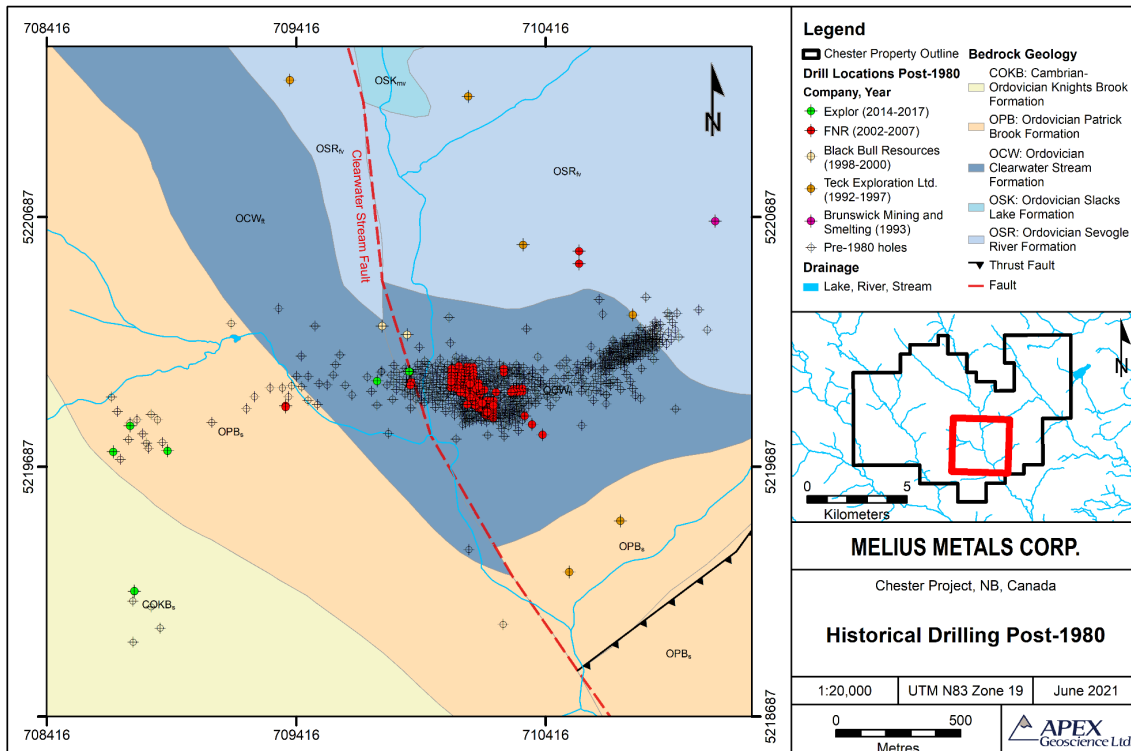 708416
709416
710416
5220687
5219687
5218687
5220687
5219687
5218687
708416
709416
710416
N
OSKmv
OSRfv
OSRfv
OCWft
Clearwater Stream Fault
OPBs
OPBs
OPBs
COKBs
Legend
Chester Property Outline
Drill Locations Post-1980
Company, Year
Explor (2014-2017)
FNR (2002-2007)
Black Bull Resources
(1998-2000)
Teck Exploration Ltd.
(1992-1997)
Brunswick Mining and
Smelting (1993)
Pre-1980 holes
Drainage
Lake, River, Stream
Bedrock Geology
COKB: Cambrian-
Ordovician Knights Brook
Formation
OPB: Ordovician Patrick
Brook Formation
OCW: Ordovician
Clearwater Stream
Formation
OSK: Ordovician Slacks
Lake Formation
OSR: Ordovician Sevogle
River Formation
Thrust Fault
Fault
N
0 5
Kilometers
MELIUS METALS CORP.
Chester Project, NB, Canada
Historical Drilling Post-1980
1:20,000
UTM N83 Zone 19
June 2021
0 500
Metres
APEX
Geoscience Ltd